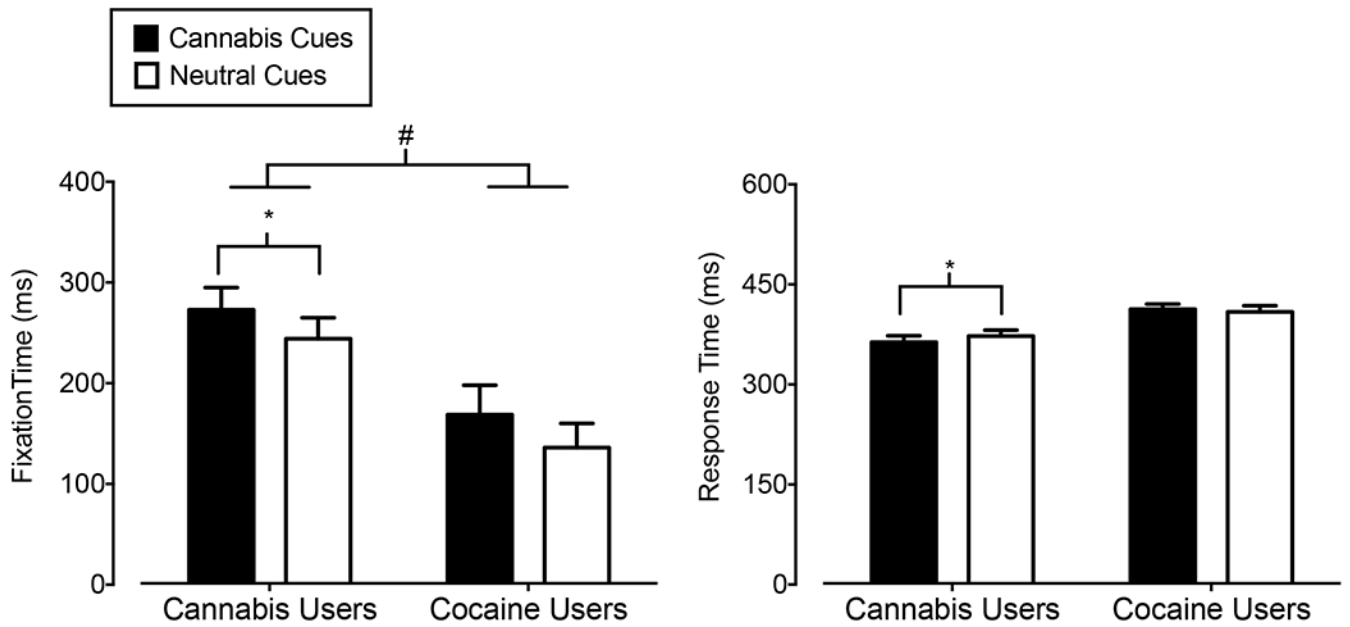 Cannabis Cues
Neutral Cues
#
*
FixationTime (ms)
400
300
200
100
0
Cannabis Users
Cocaine Users
*
Response Time (ms)
600
450
300
150
0
Cannabis Users
Cocaine Users